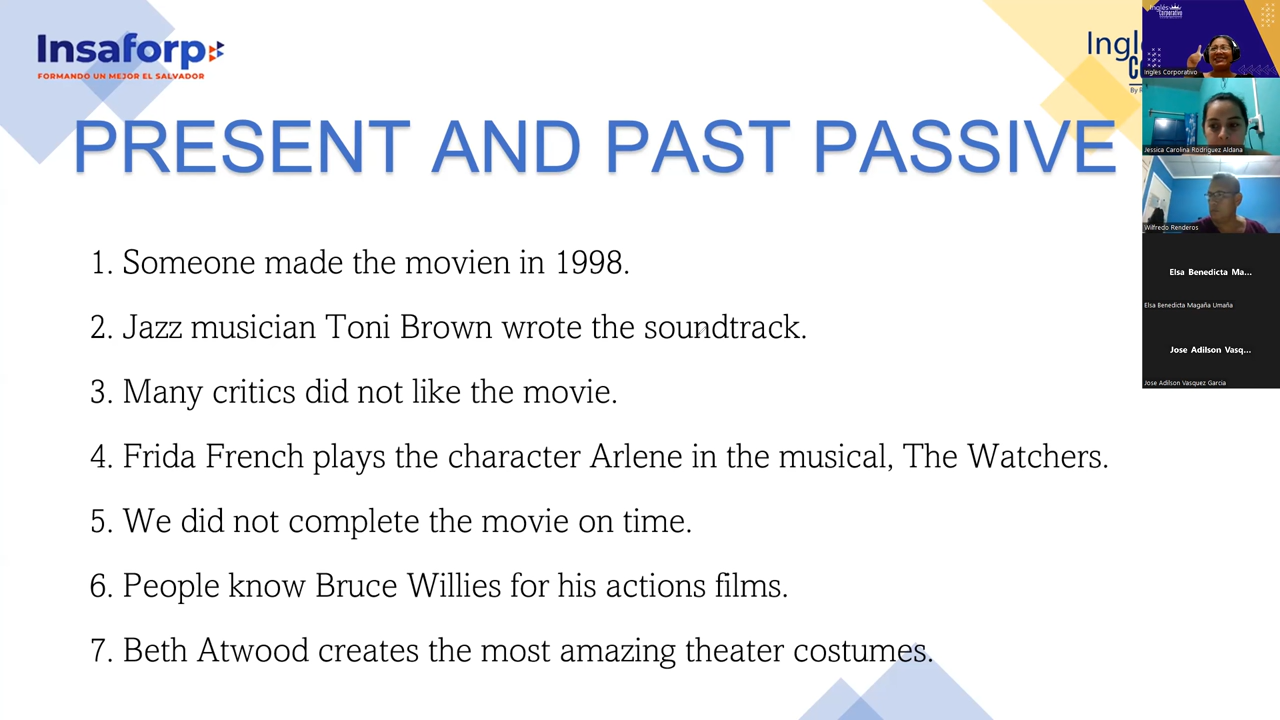 Insaforp
FORMANDO UN MEJOR EL SALVADOR
PRESENT AND PAST PASSIVE
1. Someone made the movien in 1998.
2. Jazz musician Toni Brown wrote the soundtrack.
3. Many critics did not like the movie.
4. Frida French plays the character Arlene in the musical, The Watchers.
5. We did not complete the movie on time.
6. People know Bruce Willies for his actions films.
7. Beth Atwood creates the most amazing theater costumes.
Inglés
Corporativo
Ingles Corporativo
Jessica Carolina Rodriguez Aldana
Wilfredo Renderos
Elsa Benedicta Ma...
Elsa Benedicta Magaña Umaña
Jose Adilson Vasq...
Jose Adilson Vasquez Garcia